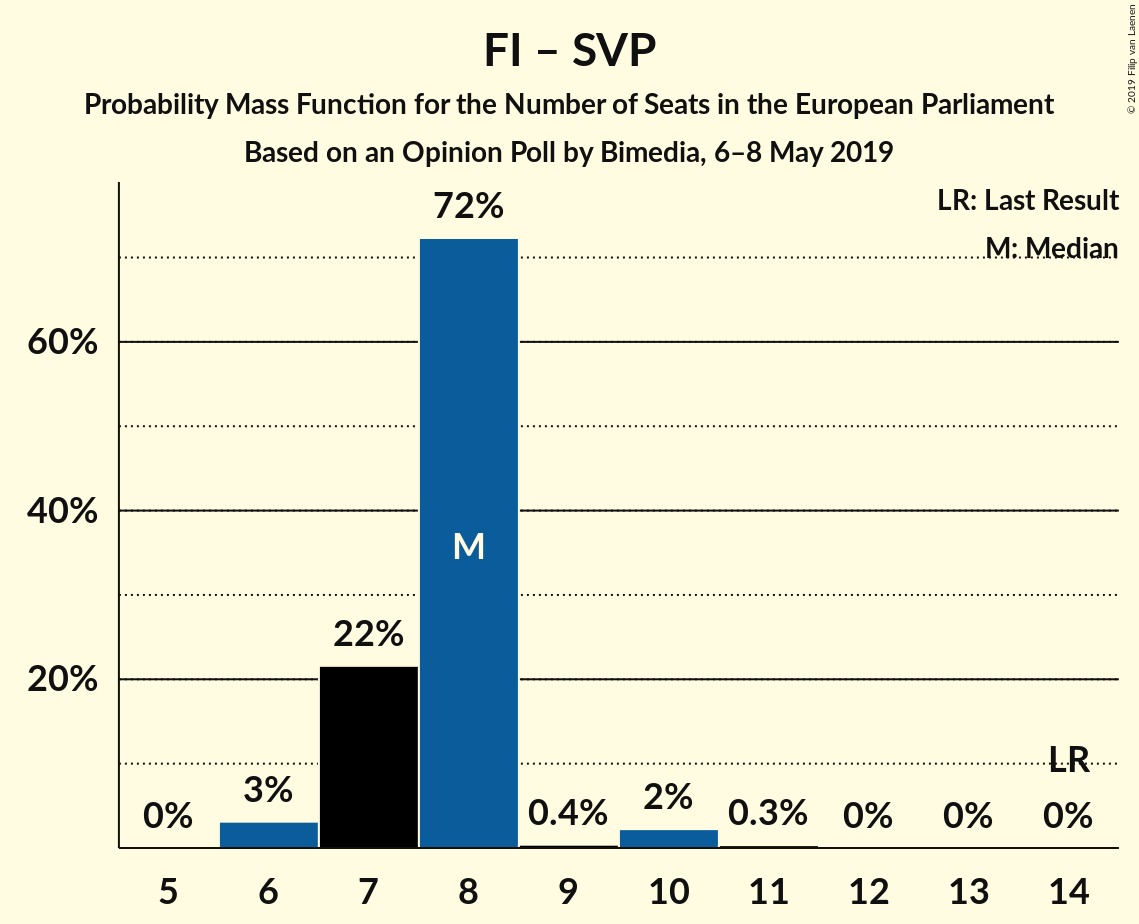 FI – SVP
Probability Mass Function for the Number of Seats in the European Parliament
Based on an Opinion Poll by Bimedia, 6–8 May 2019
© 2019 Filip van Laenen
LR: Last Result
M: Median
72%
60%
40%
M
22%
20%
LR
0%
3%
0.4%
2%
0.3%
0%
0%
0%
5 6 7 8 9 10 11 12 13 14